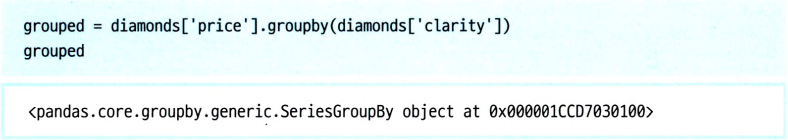 grouped = diamonds['price'].groupby(diamonds['clarity'])
grouped
<pandas.core.groupby.generic.SeriesGroupBy object at 0x000001CCD7030100>